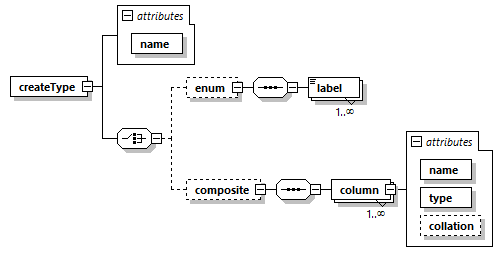 attributes
name
createType
enum
label
1..∞
attributes
composite
column
name
1..∞
type
collation